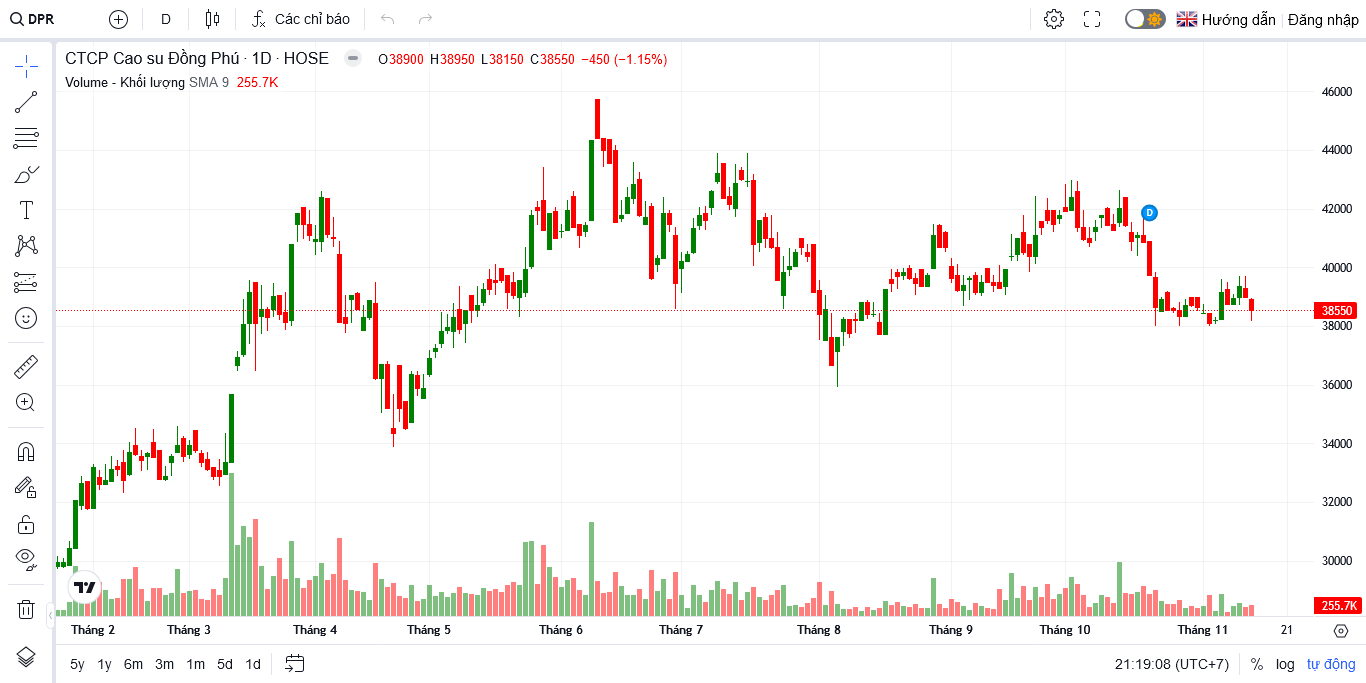 DPR D Các chỉ báo Hướng dẫn Đăng nhập
CTCP Cao su Đồng Phú · 1D · HOSE O38900 H38950 L38150 C38550 −450 (−1.15%)
Volume - Khối lượng SMA 9 255.7K
46000
44000
42000
D
40000
38550
38000
36000
34000
32000
30000
255.7K
Tháng 2 Tháng 3 Tháng 4 Tháng 5 Tháng 6 Tháng 7 Tháng 8 Tháng 9 Tháng 10 Tháng 11 21
5y 1y 6m 3m 1m 5d 1d 21:19:08 (UTC+7) % log tự động